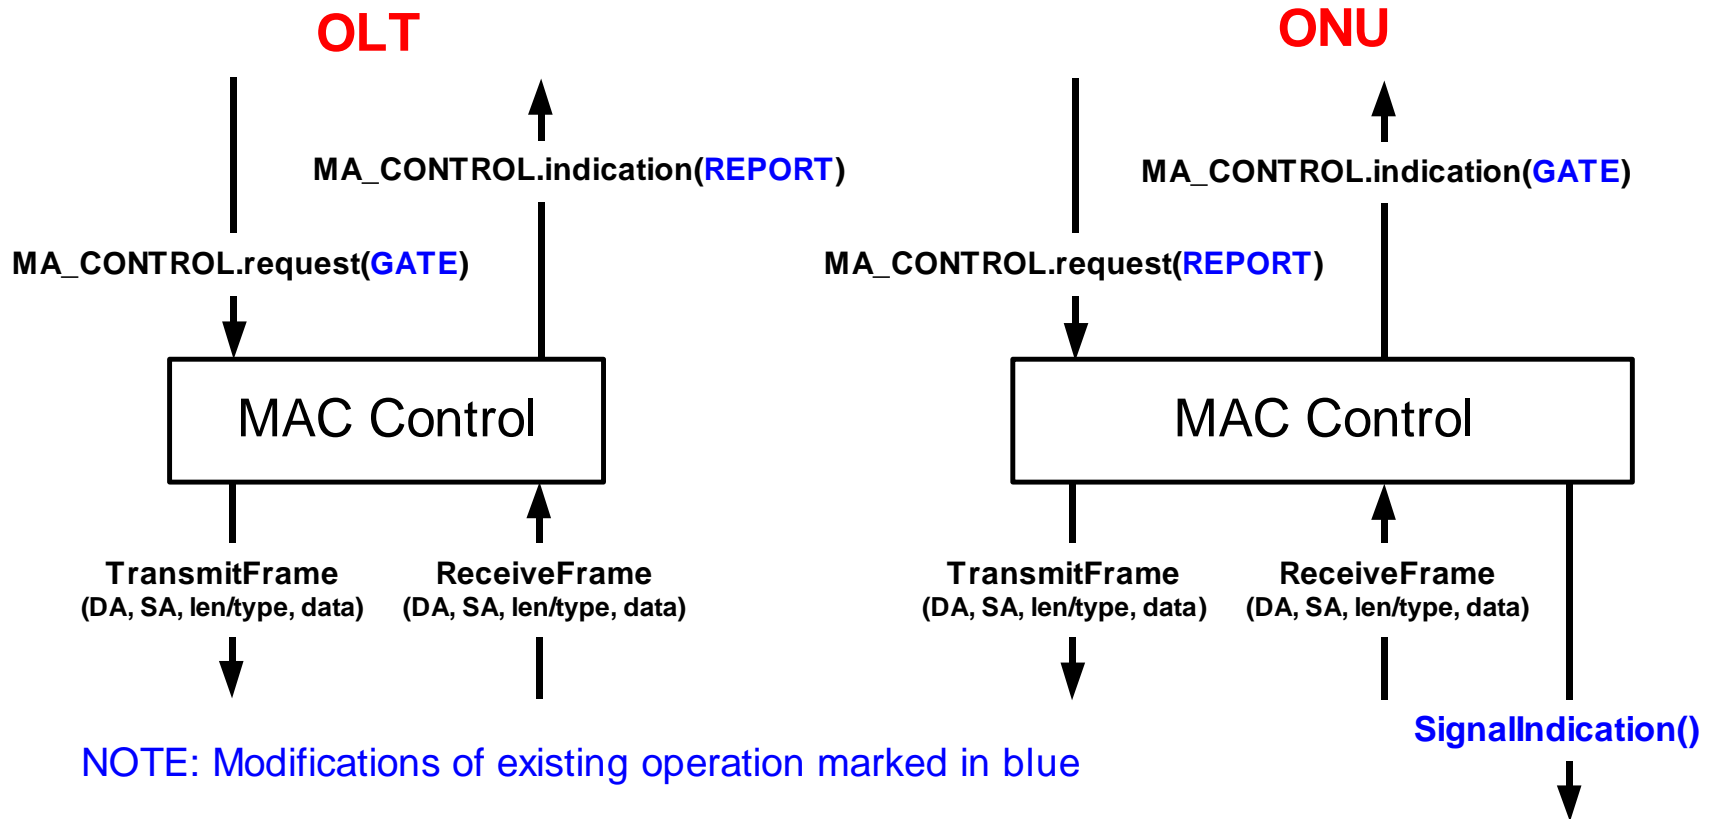 OLT
MA_CONTROL.indication(REPORT)
MA_CONTROL.request(GATE)
MAC Control
TransmitFrame
(DA, SA, len/type, data)
ReceiveFrame
(DA, SA, len/type, data)
ONU
MA_CONTROL.indication(GATE)
MA_CONTROL.request(REPORT)
MAC Control
TransmitFrame
(DA, SA, len/type, data)
ReceiveFrame
(DA, SA, len/type, data)
SignalIndication()
NOTE: Modifications of existing operation marked in blue